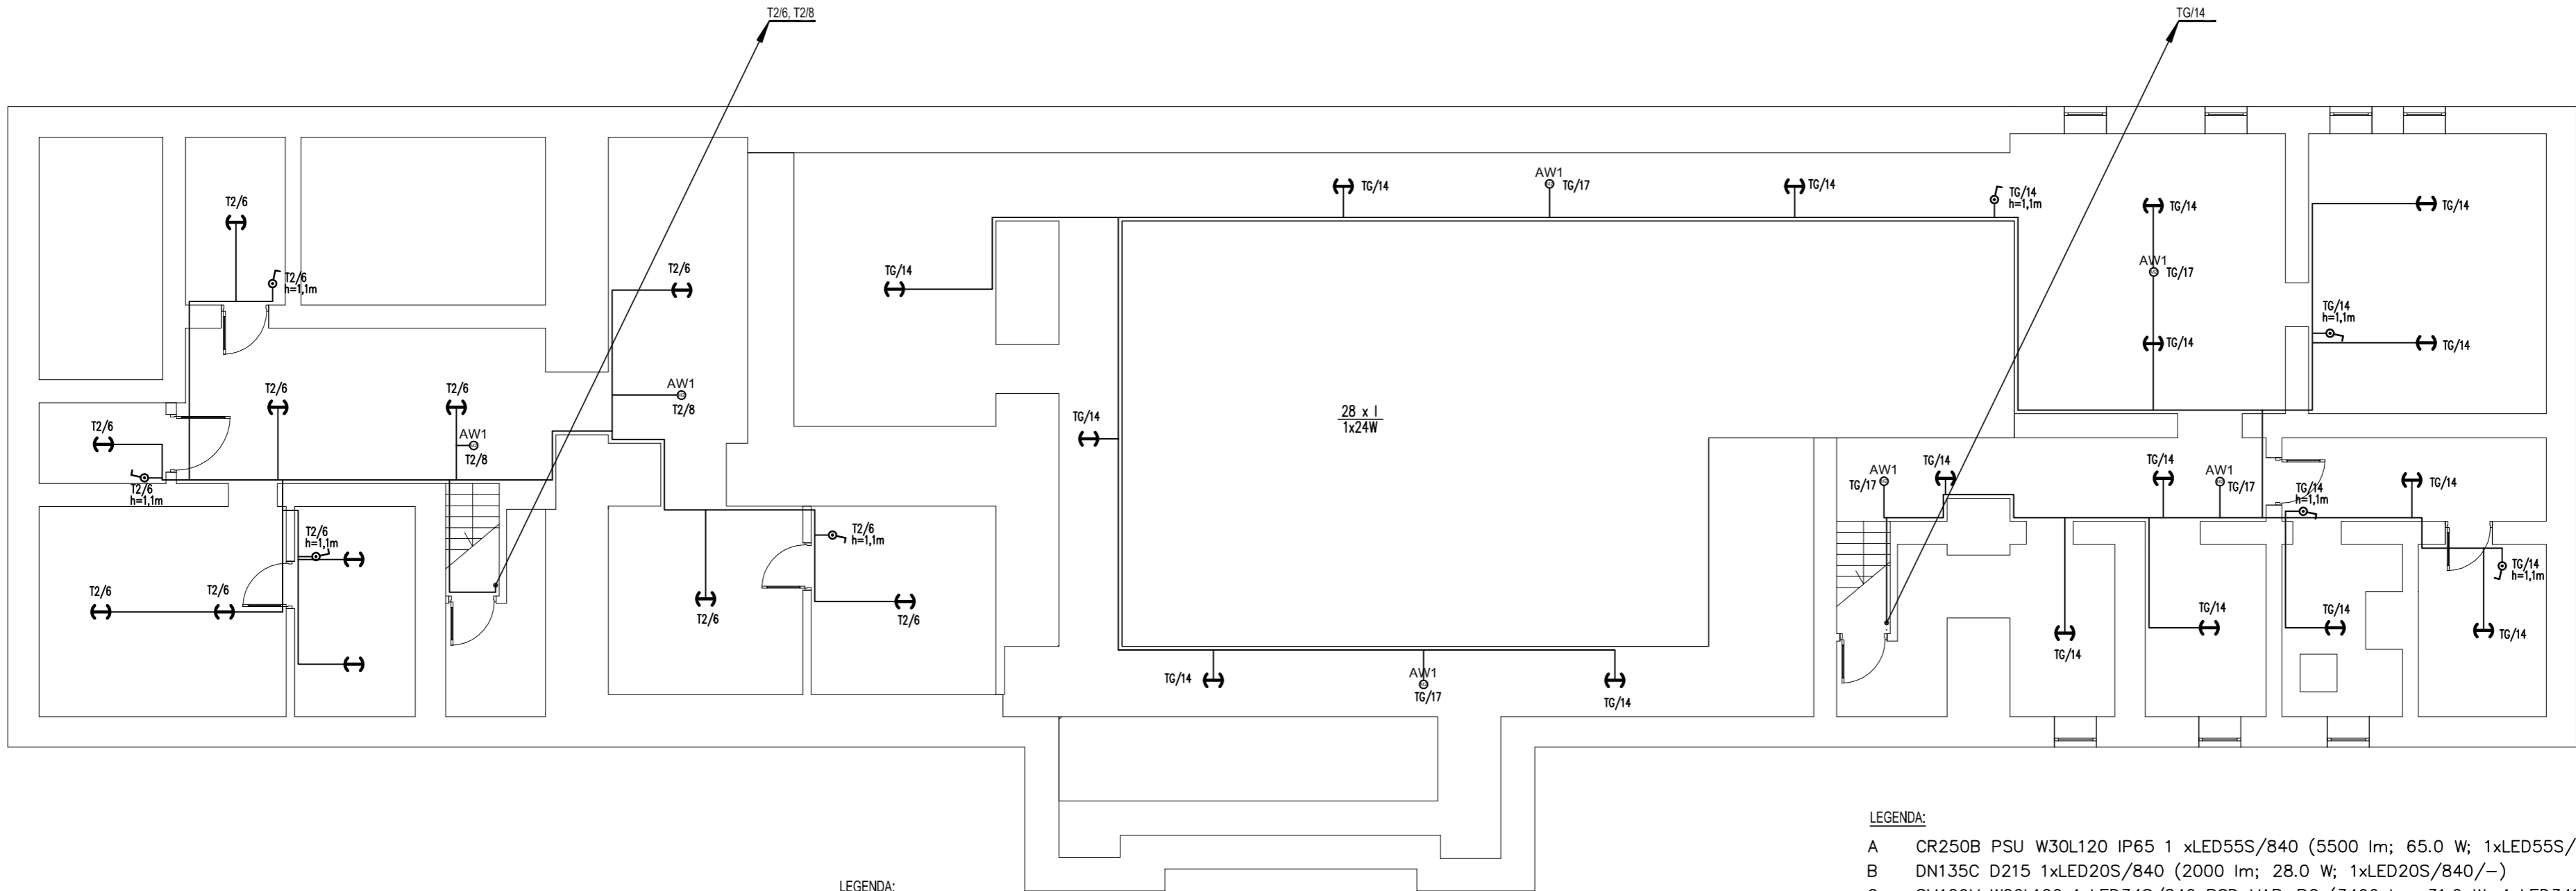 T2/6, T2/8
TG/14
AW1
TG/14
TG/17
TG/14
TG/14
h=1,1m
T2/6
TG/14
TG/14
T2/6
TG/14
AW1
TG/17
T2/6
h=1,1m
TG/14
h=1,1m
TG/14
TG/14
T2/6
T2/6
AW1
T2/8
28 x I
1x24W
T2/6
AW1
T2/8
TG/14
T2/6
h=1,1m
AW1
TG/17
TG/14
TG/14
AW1
TG/17
TG/14
h=1,1m
TG/14
T2/6
h=1,1m
T2/6
h=1,1m
TG/14
h=1,1m
T2/6
T2/6
T2/6
T2/6
TG/14
TG/14
TG/14
TG/14
TG/14
AW1
TG/17
TG/14
LEGENDA:
A CR250B PSU W30L120 IP65 1 xLED55S/840 (5500 lm; 65.0 W; 1xLED55S/
B DN135C D215 1xLED20S/840 (2000 lm; 28.0 W; 1xLED20S/840/-)
LEGENDA: